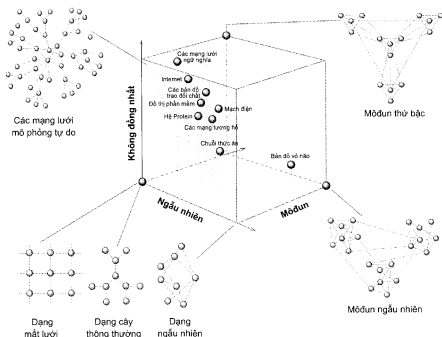 Các mạng lưới
ngữ nghĩa
Internet
Các bản đồ
trao đổi chất
Đồ thị phần mềm
Mạch điện
Hệ Protein
Các mạng tương hỗ
Chuỗi thức ăn
Bản đồ vỏ não
Không đồng nhất
Ngẫu nhiên
Môđun
Các mạng lưới
mô phỏng tự do
Môđun thứ bậc
Môđun ngẫu nhiên
Dạng
mắt lưới
Dạng cây
thông thường
Dạng
ngẫu nhiên